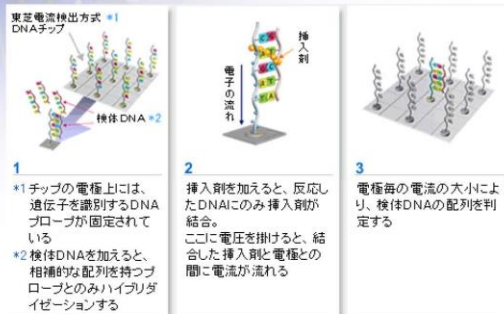 東芝電流検出方式 *1
DNAチップ
検体DNA *2
1
*1 チップの電極上には、
遺伝子を識別するDNA
プローブが固定されて
いる
*2 検体DNAを加えると、
相補的な配列を持つプ
ローブとのみハイブリダ
イゼーションする
挿入剤
電子の流れ
C G
A T
G C
T A
2
挿入剤を加えると、反応し
たDNAにのみ挿入剤が
結合。
ここに電圧を掛けると、結
合した挿入剤と電極との
間に電流が流れる
3
電極毎の電流の大小によ
り、検体DNAの配列を判
定する